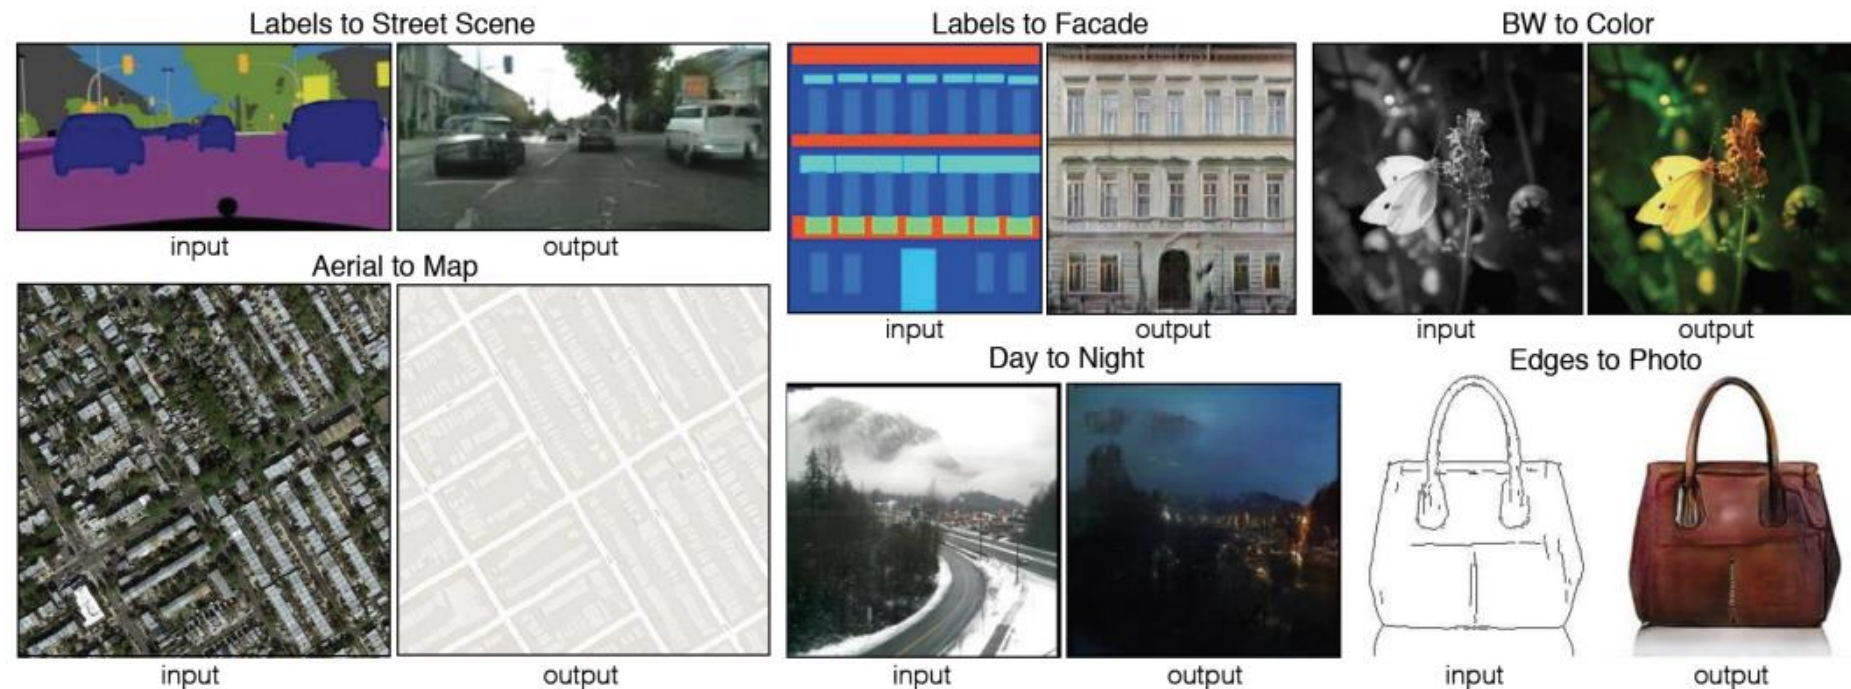 Labels to Street Scene
input
output
Aerial to Map
input
output
Labels to Facade
input
output
Day to Night
input
output
BW to Color
input
output
Edges to Photo
input
output